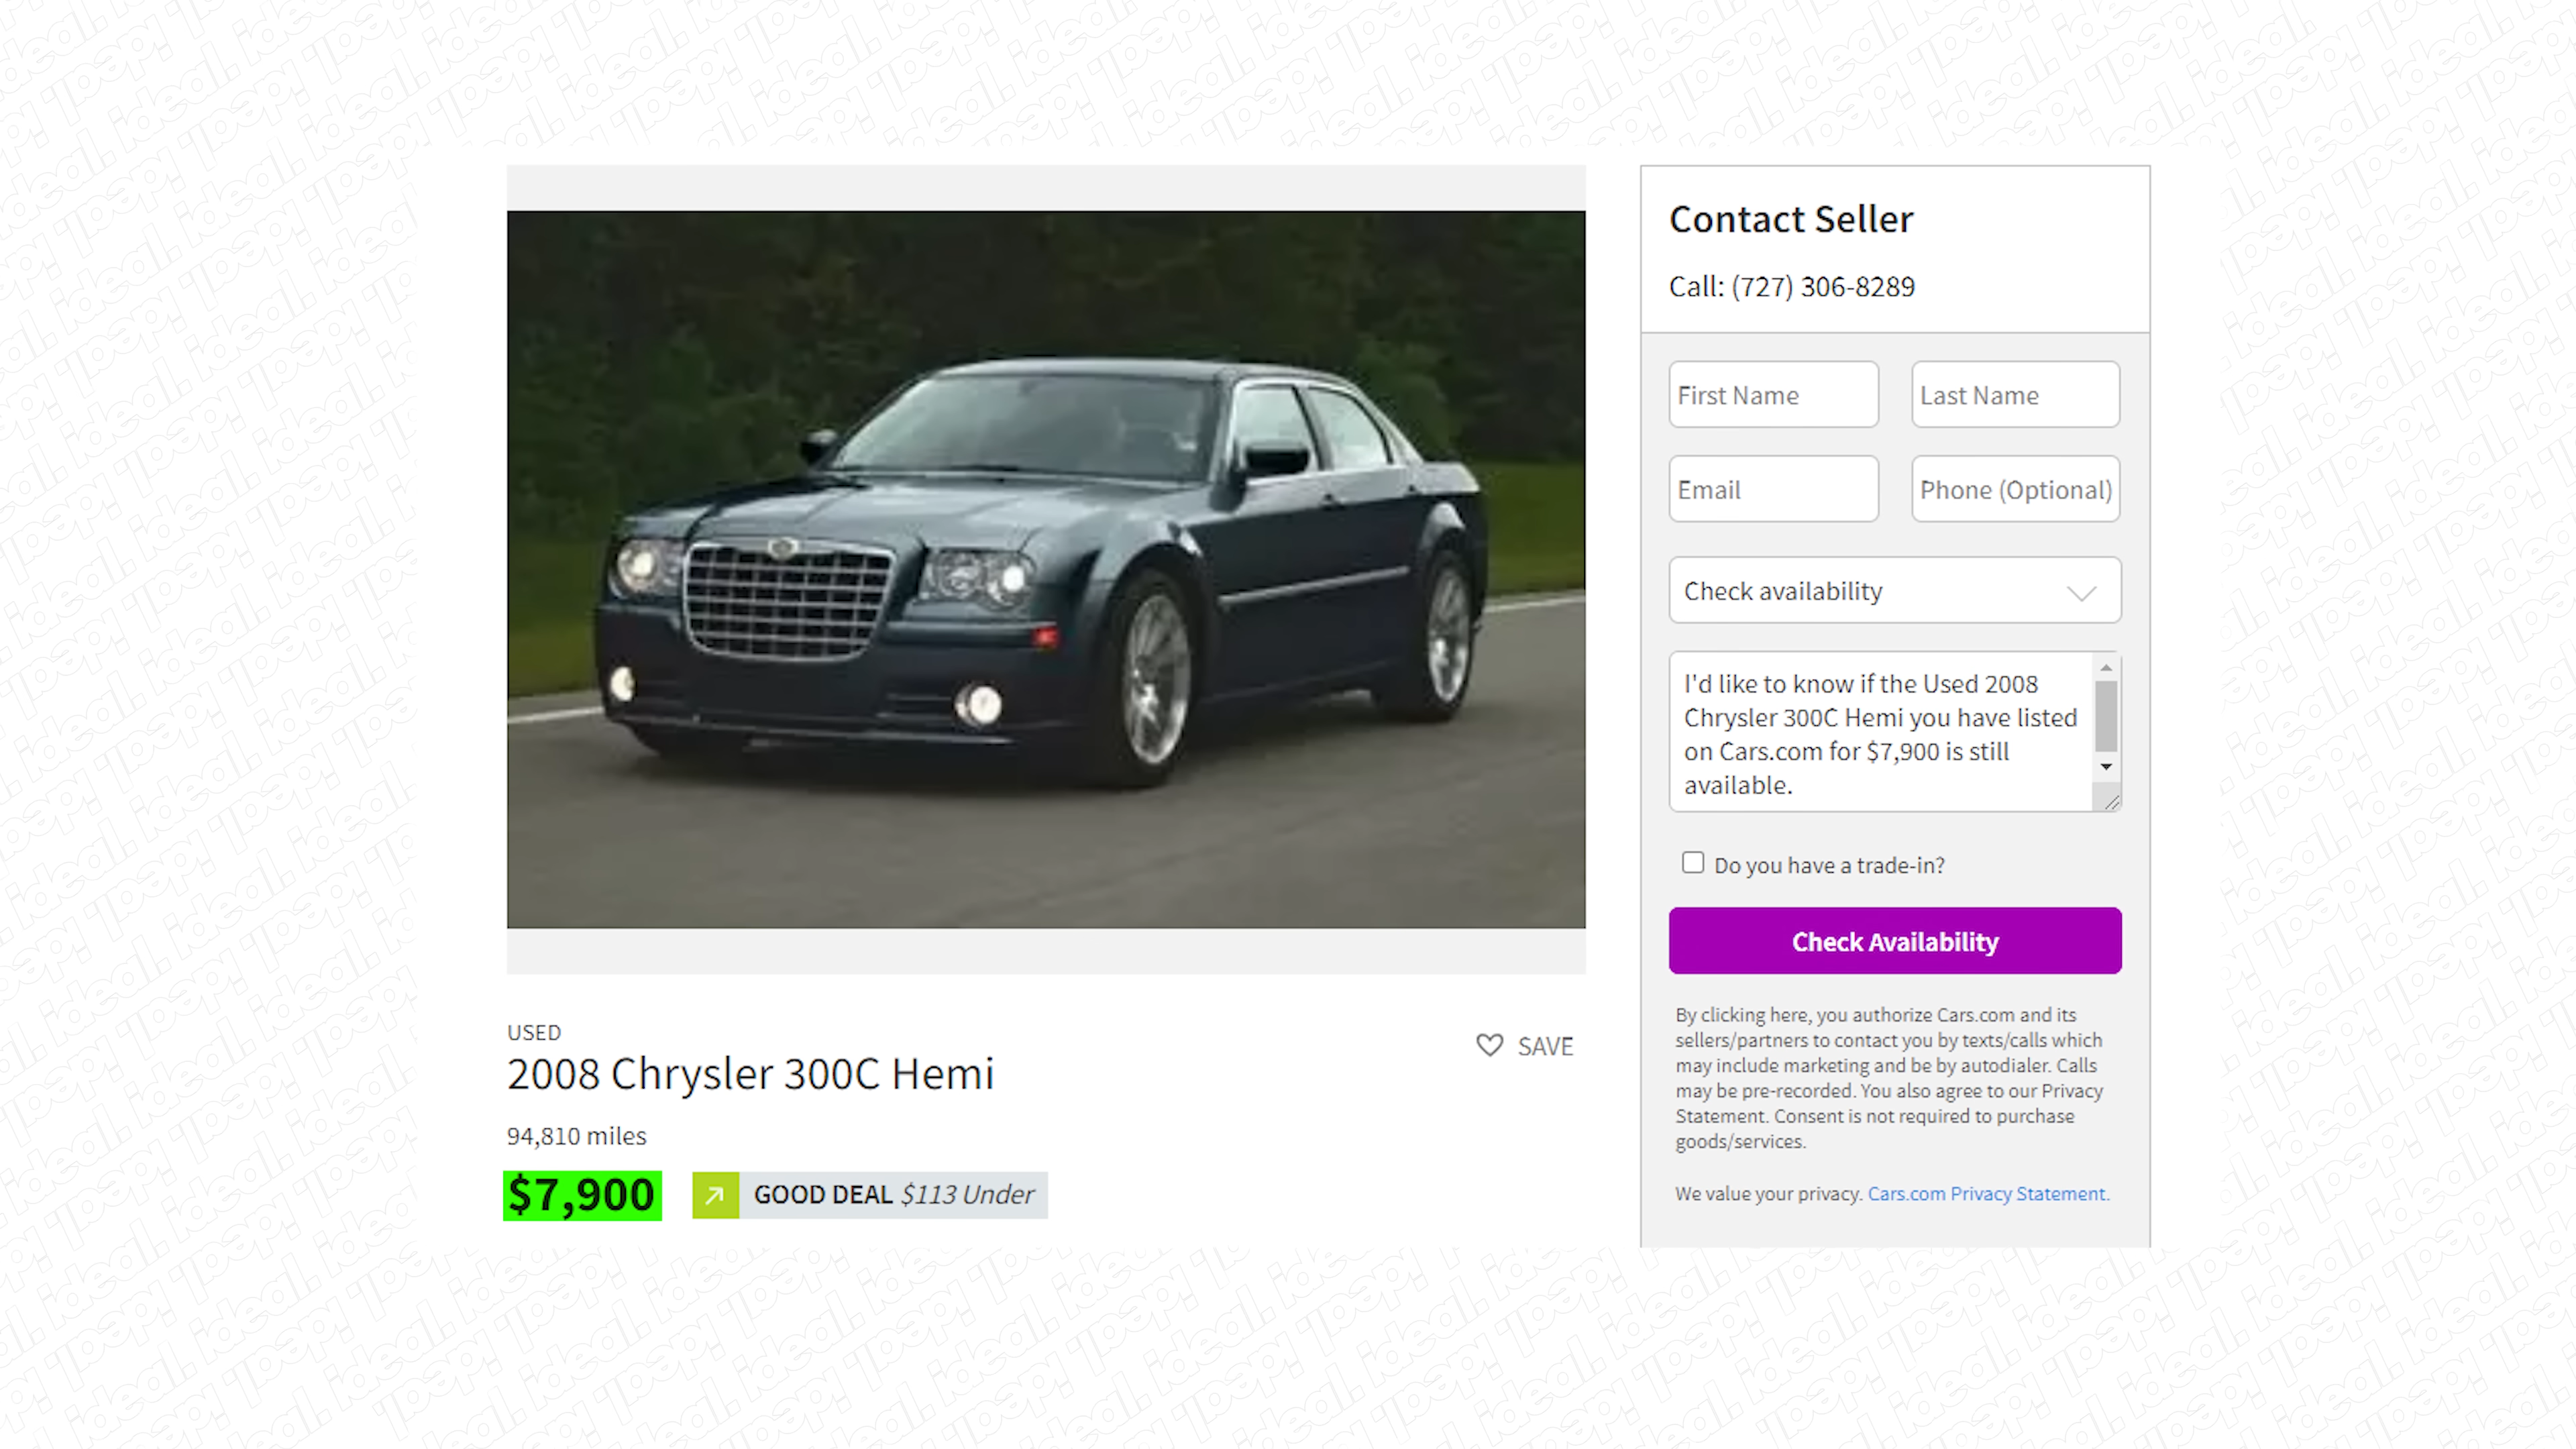 USED
2008 Chrysler 300C Hemi
94,810 miles
$7,900
GOOD DEAL $113 Under
SAVE
Contact Seller
Call: (727) 306-8289
First Name
Last Name
Email
Phone (Optional)
Check availability
I'd like to know if the Used 2008
Chrysler 300C Hemi you have listed
on Cars.com for $7,900 is still
available.
Do you have a trade-in?
Check Availability
By clicking here, you authorize Cars.com and its
sellers/partners to contact you by texts/calls which
may include marketing and be by autodialer. Calls
may be pre-recorded. You also agree to our Privacy
Statement. Consent is not required to purchase
goods/services.
We value your privacy. Cars.com Privacy Statement.
ideal.